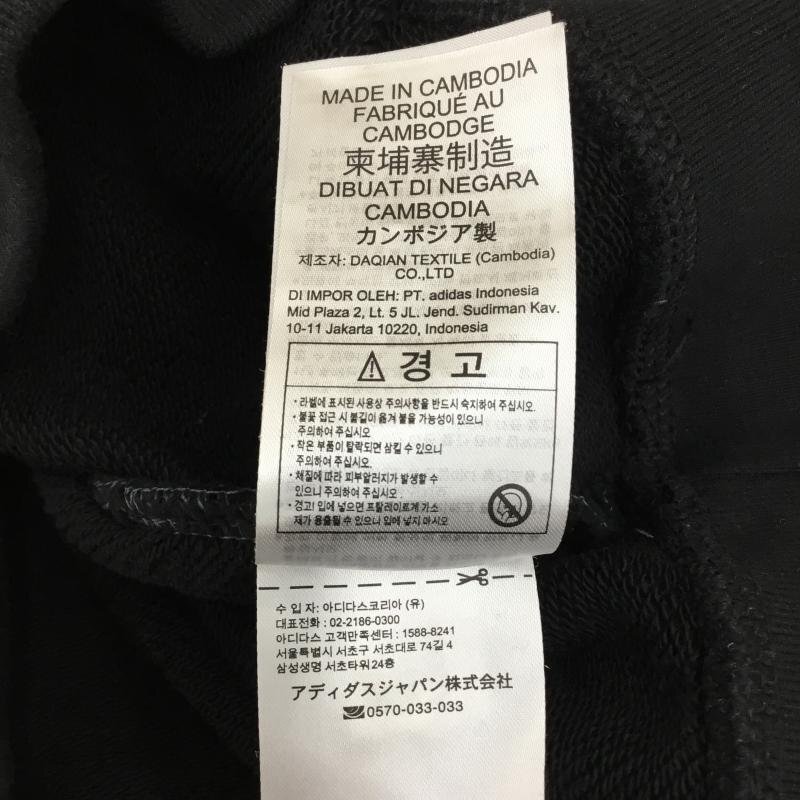 MADE IN CAMBODIA
FABRIQUÉ AU
CAMBODGE
柬埔寨制造
DIBUAT DI NEGARA
CAMBODIA
カンボジア製
제조자: DAQIAN TEXTILE (Cambodia)
CO.,LTD
DI IMPOR OLEH: PT. adidas Indonesia
Mid Plaza 2, Lt. 5 JL. Jend. Sudirman Kav.
10-11 Jakarta 10220, Indonesia
경 고
·라벨에 표시된 사용상 주의사항을 반드시 숙지하여 주십시오.
·불꽃 접근 시 불길이 옮겨 붙을 가능성이 있으니
주의하여 주십시오
·작은 부품이 탈락되면 삼킬 수 있으니
주의하여 주십시오.
·체질에 따라 피부알러지가 발생할 수
있으니 주의하여 주십시오.
·경고! 입에 넣으면 프탈레이트계 가소
제가 용출될 수 있으니 입에 넣지 마시오
수 입 자: 아디다스코리아 (유)
대표전화 : 02-2186-0300
아디다스 고객만족센터 : 1588-8241
서울특별시 서초구 서초대로 74길 4
삼성생명 서초타워24층
アディダスジャパン株式会社
0570-033-033